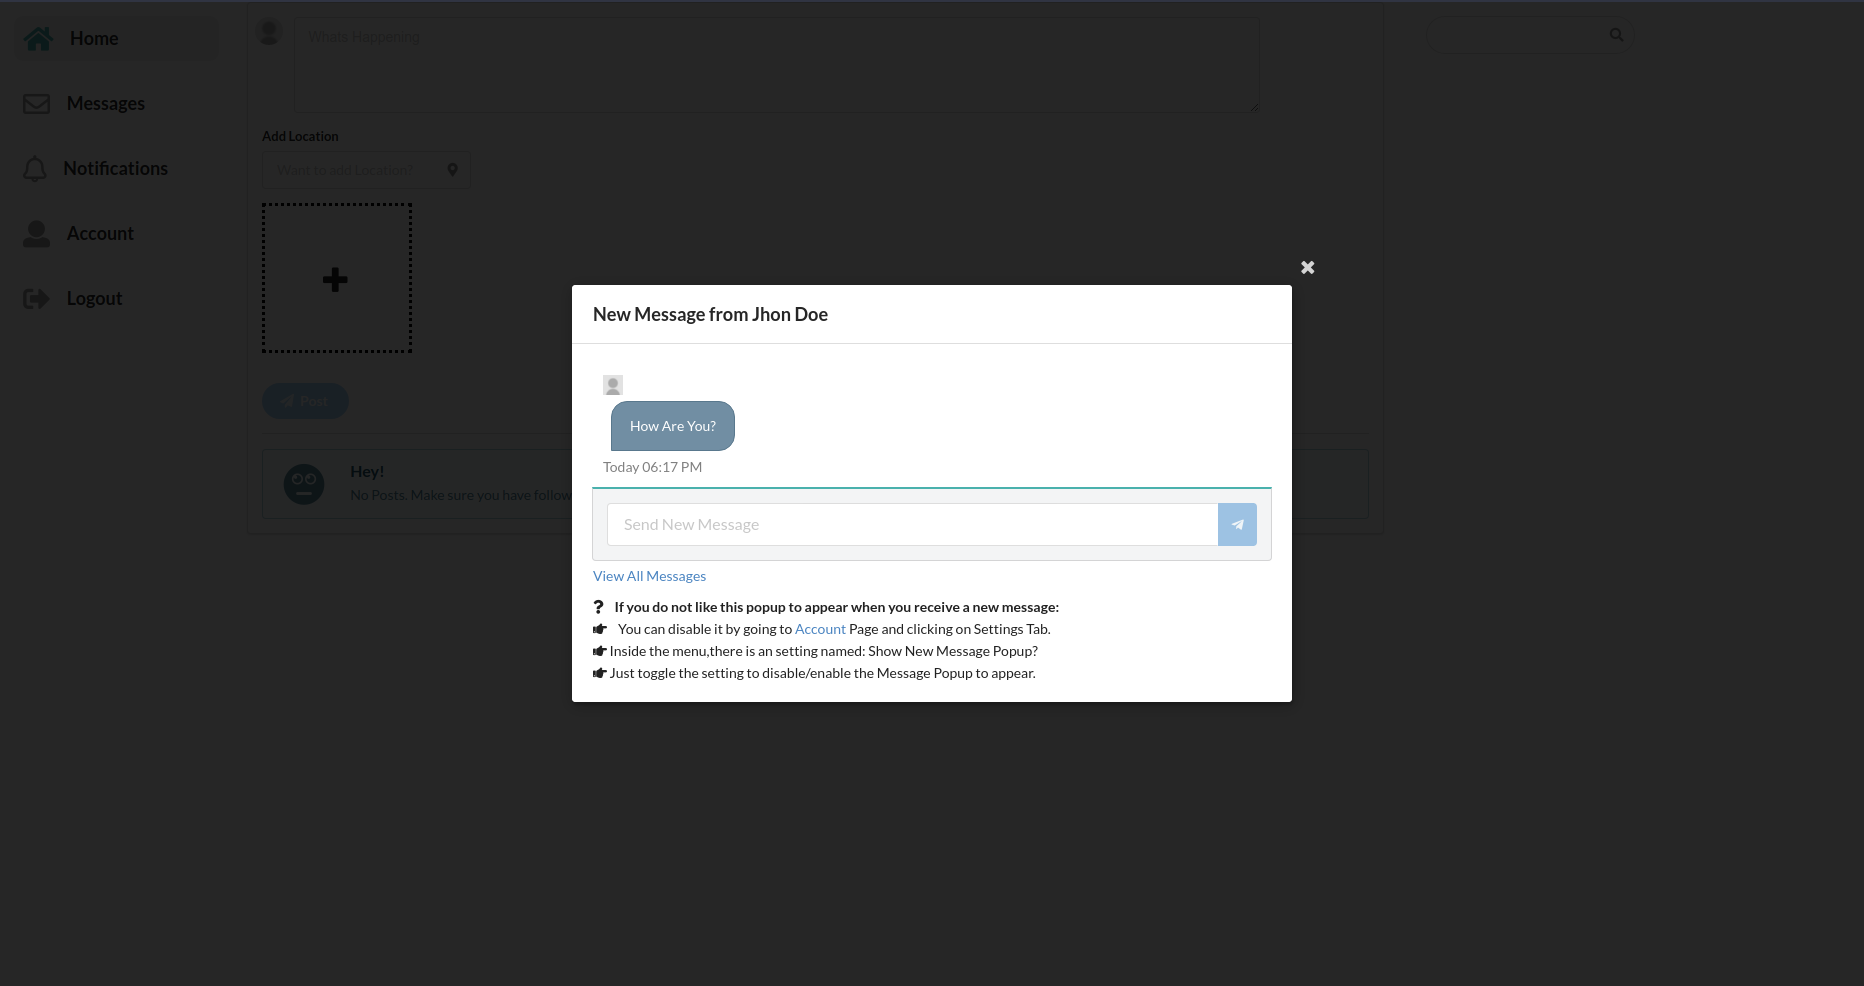 Home
Messages
Notifications
Account
Logout
Whats Happening
Add Location
Want to add Location?
Post
Hey!
No Posts. Make sure you have follow
New Message from Jhon Doe
How Are You?
Today 06:17 PM
Send New Message
View All Messages
If you do not like this popup to appear when you receive a new message:
You can disable it by going to Account Page and clicking on Settings Tab.
Inside the menu,there is an setting named: Show New Message Popup?
Just toggle the setting to disable/enable the Message Popup to appear.